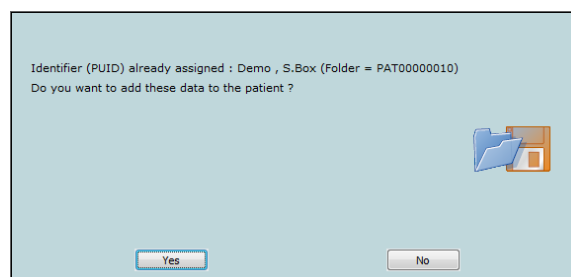 Identifier (PUID) already assigned : Demo , S.Box (Folder = PAT00000010)
Do you want to add these data to the patient ?
Yes
No